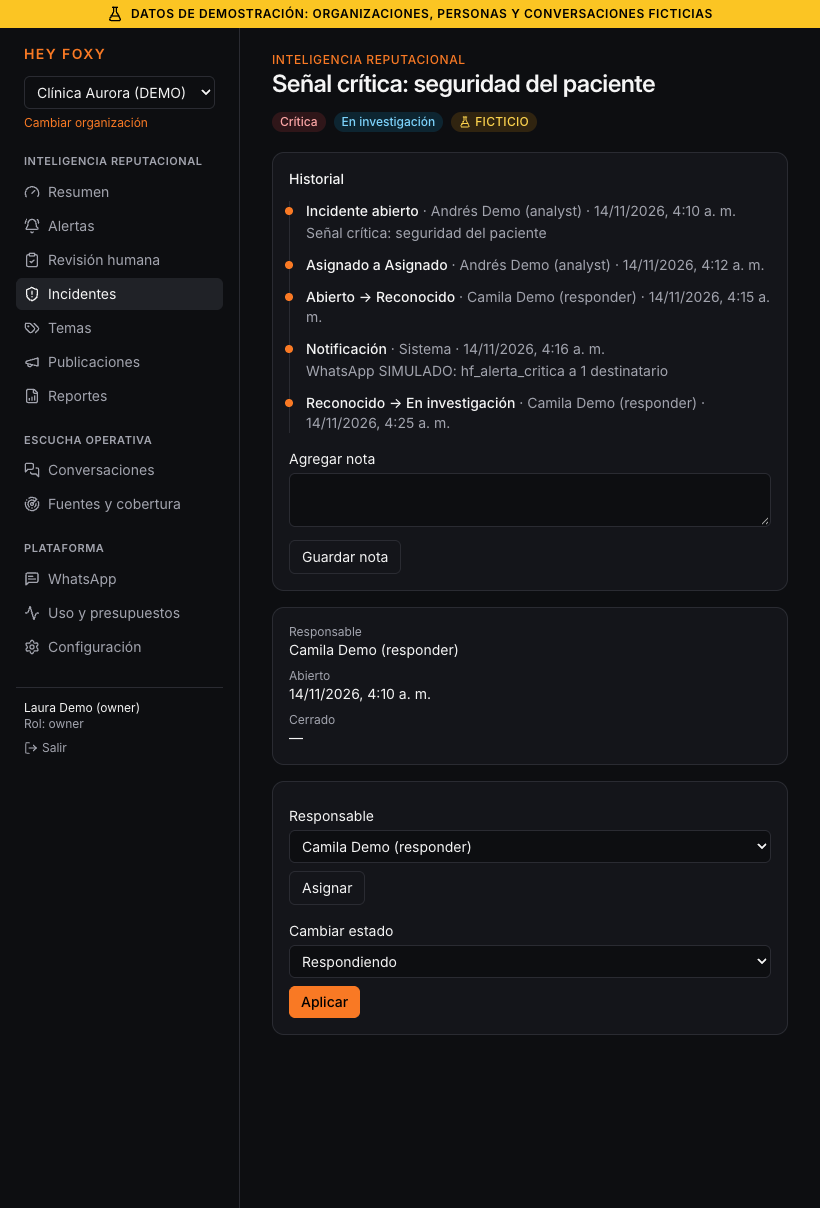 DATOS DE DEMOSTRACIÓN: ORGANIZACIONES, PERSONAS Y CONVERSACIONES FICTICIAS
HEY FOXY
Clínica Aurora (DEMO)
Cambiar organización
INTELIGENCIA REPUTACIONAL
Resumen
Alertas
Revisión humana
Incidentes
Temas
Publicaciones
Reportes
ESCUCHA OPERATIVA
Conversaciones
Fuentes y cobertura
PLATAFORMA
WhatsApp
Uso y presupuestos
Configuración
Laura Demo (owner)
Rol: owner
Salir
INTELIGENCIA REPUTACIONAL
Señal crítica: seguridad del paciente
Crítica
En investigación
FICTICIO
Historial
Incidente abierto · Andrés Demo (analyst) · 14/11/2026, 4:10 a. m.
Señal crítica: seguridad del paciente
Asignado a Asignado · Andrés Demo (analyst) · 14/11/2026, 4:12 a. m.
Abierto → Reconocido · Camila Demo (responder) · 14/11/2026, 4:15 a.
m.
Notificación · Sistema · 14/11/2026, 4:16 a. m.
WhatsApp SIMULADO: hf_alerta_critica a 1 destinatario
Reconocido → En investigación · Camila Demo (responder) ·
14/11/2026, 4:25 a. m.
Agregar nota
Guardar nota
Responsable
Camila Demo (responder)
Abierto
14/11/2026, 4:10 a. m.
Cerrado
—
Responsable
Camila Demo (responder)
Asignar
Cambiar estado
Respondiendo
Aplicar